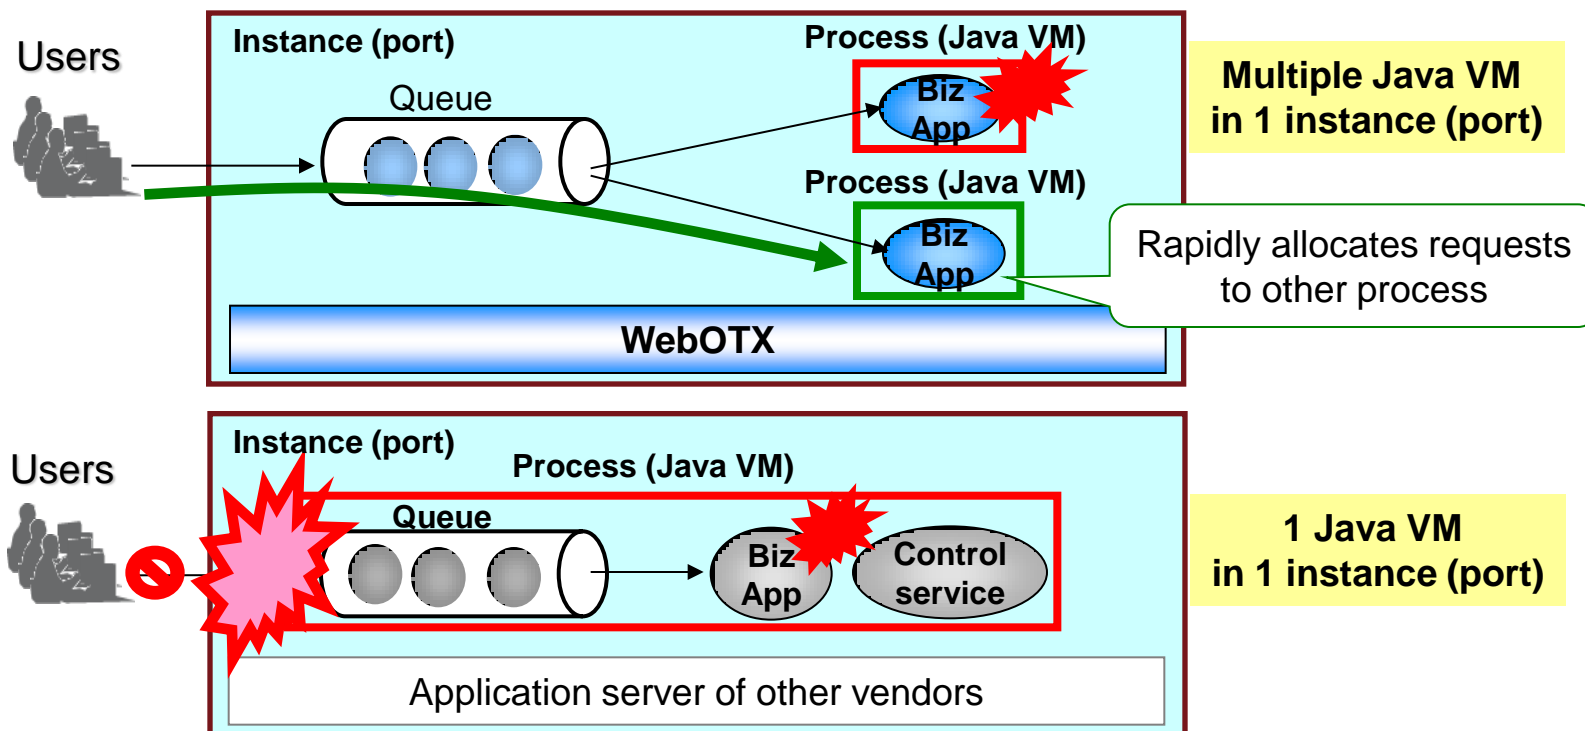 Users
Instance (port)
Queue
Process (Java VM)
Biz
App
Multiple Java VM
in 1 instance (port)
Process (Java VM)
Biz
App
Rapidly allocates requests
to other process
WebOTX
Users
Instance (port)
Process (Java VM)
Queue
Biz
App
Control
service
1 Java VM
in 1 instance (port)
Application server of other vendors